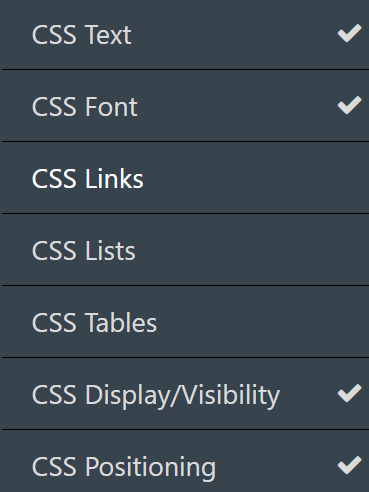 CSS Text
CSS Font
CSS Links
CSS Lists
CSS Tables
CSS Display/Visibility
CSS Positioning